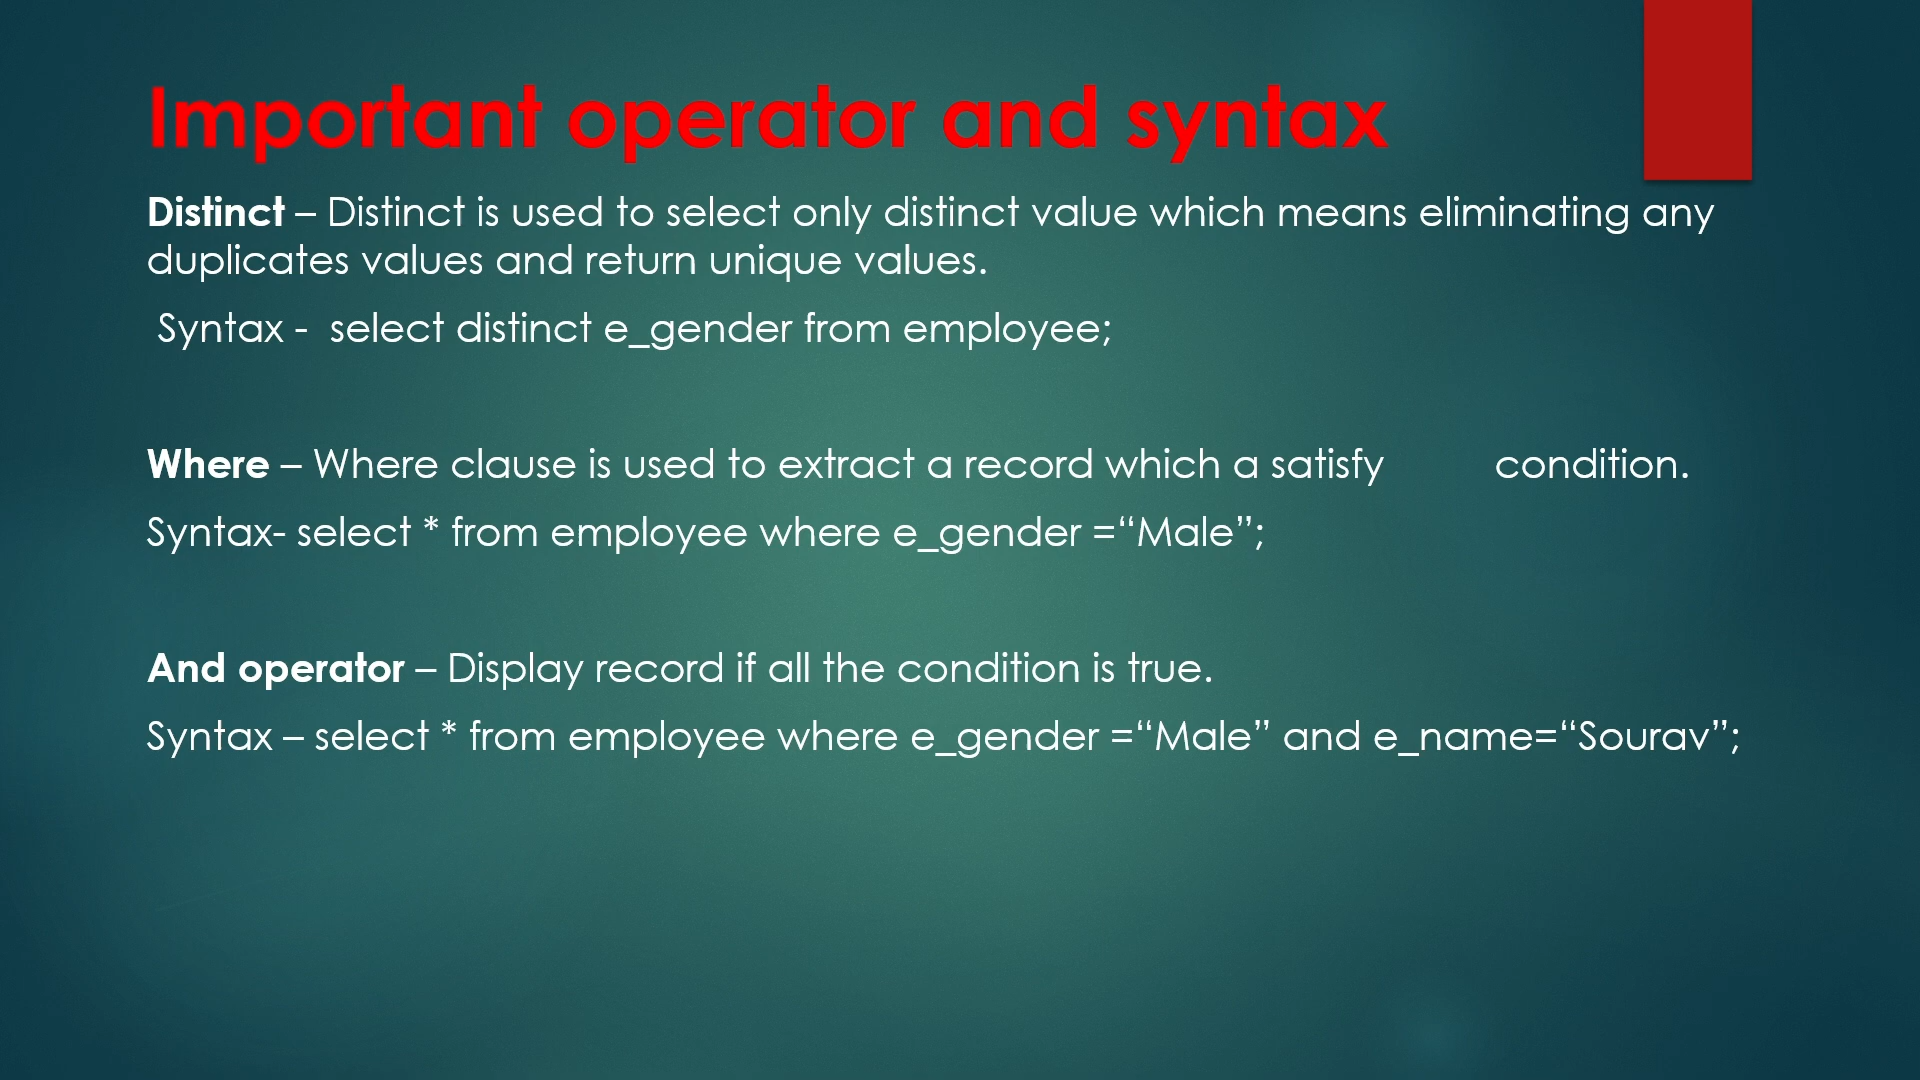 Important operator and syntax
Distinct – Distinct is used to select only distinct value which means eliminating any
duplicates values and return unique values.
Syntax -  select distinct e_gender from employee;
Where – Where clause is used to extract a record which a satisfy condition.
Syntax- select * from employee where e_gender =“Male”;
And operator – Display record if all the condition is true.
Syntax – select * from employee where e_gender =“Male” and e_name=“Sourav”;